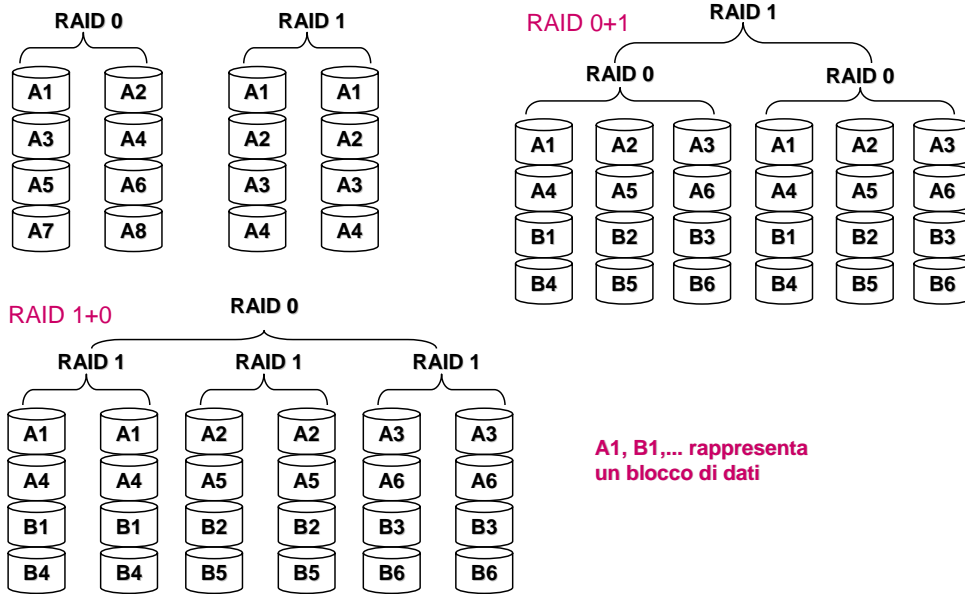 RAID 0
A1 A2
A3 A4
A5 A6
A7 A8
RAID 1
A1 A1
A2 A2
A3 A3
A4 A4
RAID 0+1
RAID 1
RAID 0 RAID 0
A1 A2 A3 A1 A2 A3
A4 A5 A6 A4 A5 A6
B1 B2 B3 B1 B2 B3
B4 B5 B6 B4 B5 B6
RAID 1+0
RAID 0
RAID 1 RAID 1 RAID 1
A1 A1 A2 A2 A3 A3
A4 A4 A5 A5 A6 A6
B1 B1 B2 B2 B3 B3
B4 B4 B5 B5 B6 B6
A1, B1,... rappresenta
un blocco di dati